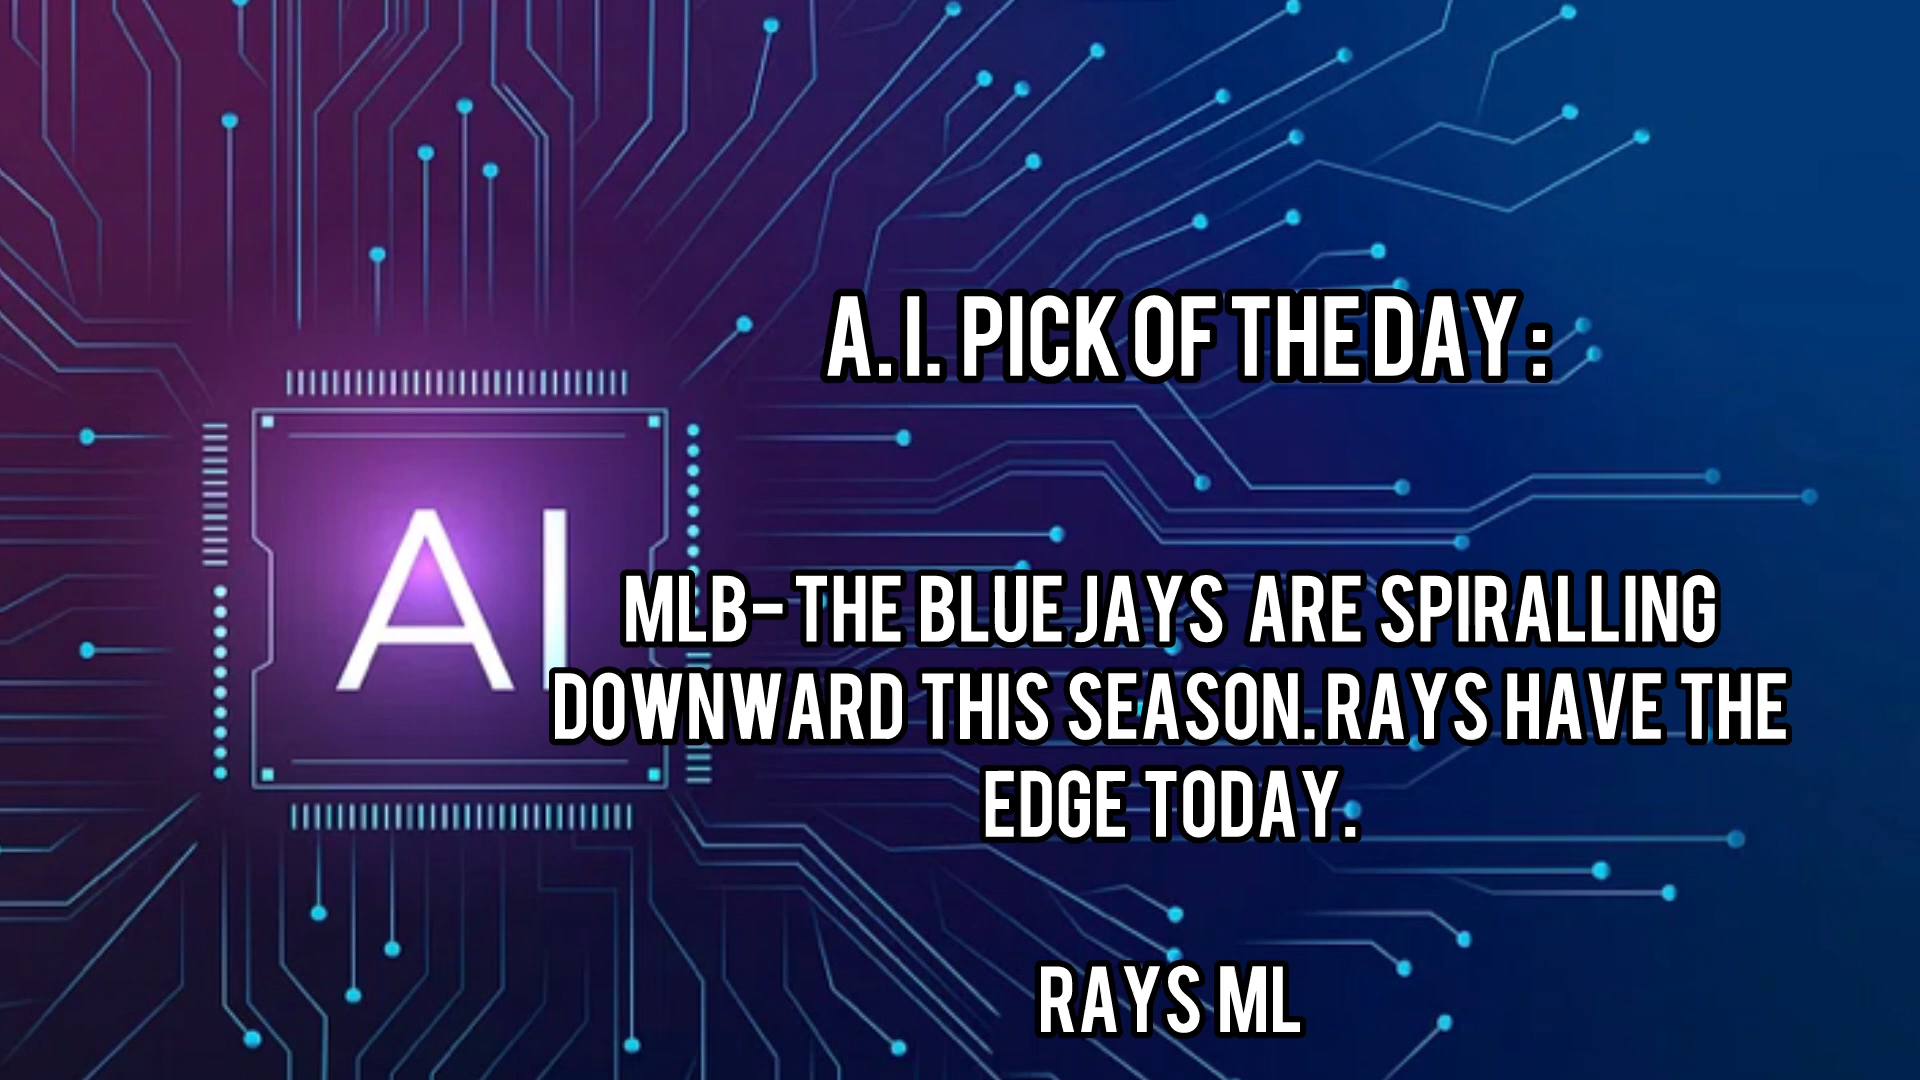 A.I. PICK OF THE DAY:
AI
MLB- THE BLUE JAYS ARE SPIRALLING
DOWNWARD THIS SEASON. RAYS HAVE THE
EDGE TODAY.
RAYS ML